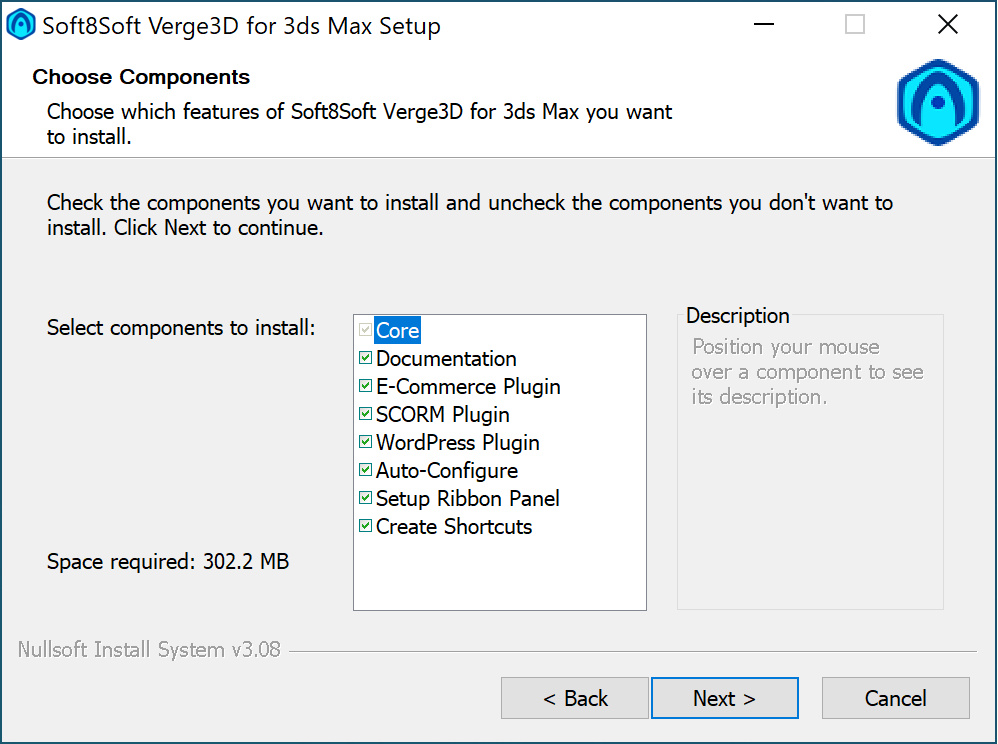 Soft8Soft Verge3D for 3ds Max Setup
Choose Components
Choose which features of Soft8Soft Verge3D for 3ds Max you want
to install.
Check the components you want to install and uncheck the components you don't want to
install. Click Next to continue.
Select components to install:
Core
Documentation
E-Commerce Plugin
SCORM Plugin
WordPress Plugin
Auto-Configure
Setup Ribbon Panel
Create Shortcuts
Description
Position your mouse
over a component to see
its description.
Space required: 302.2 MB
Nullsoft Install System v3.08
< Back
Next >
Cancel